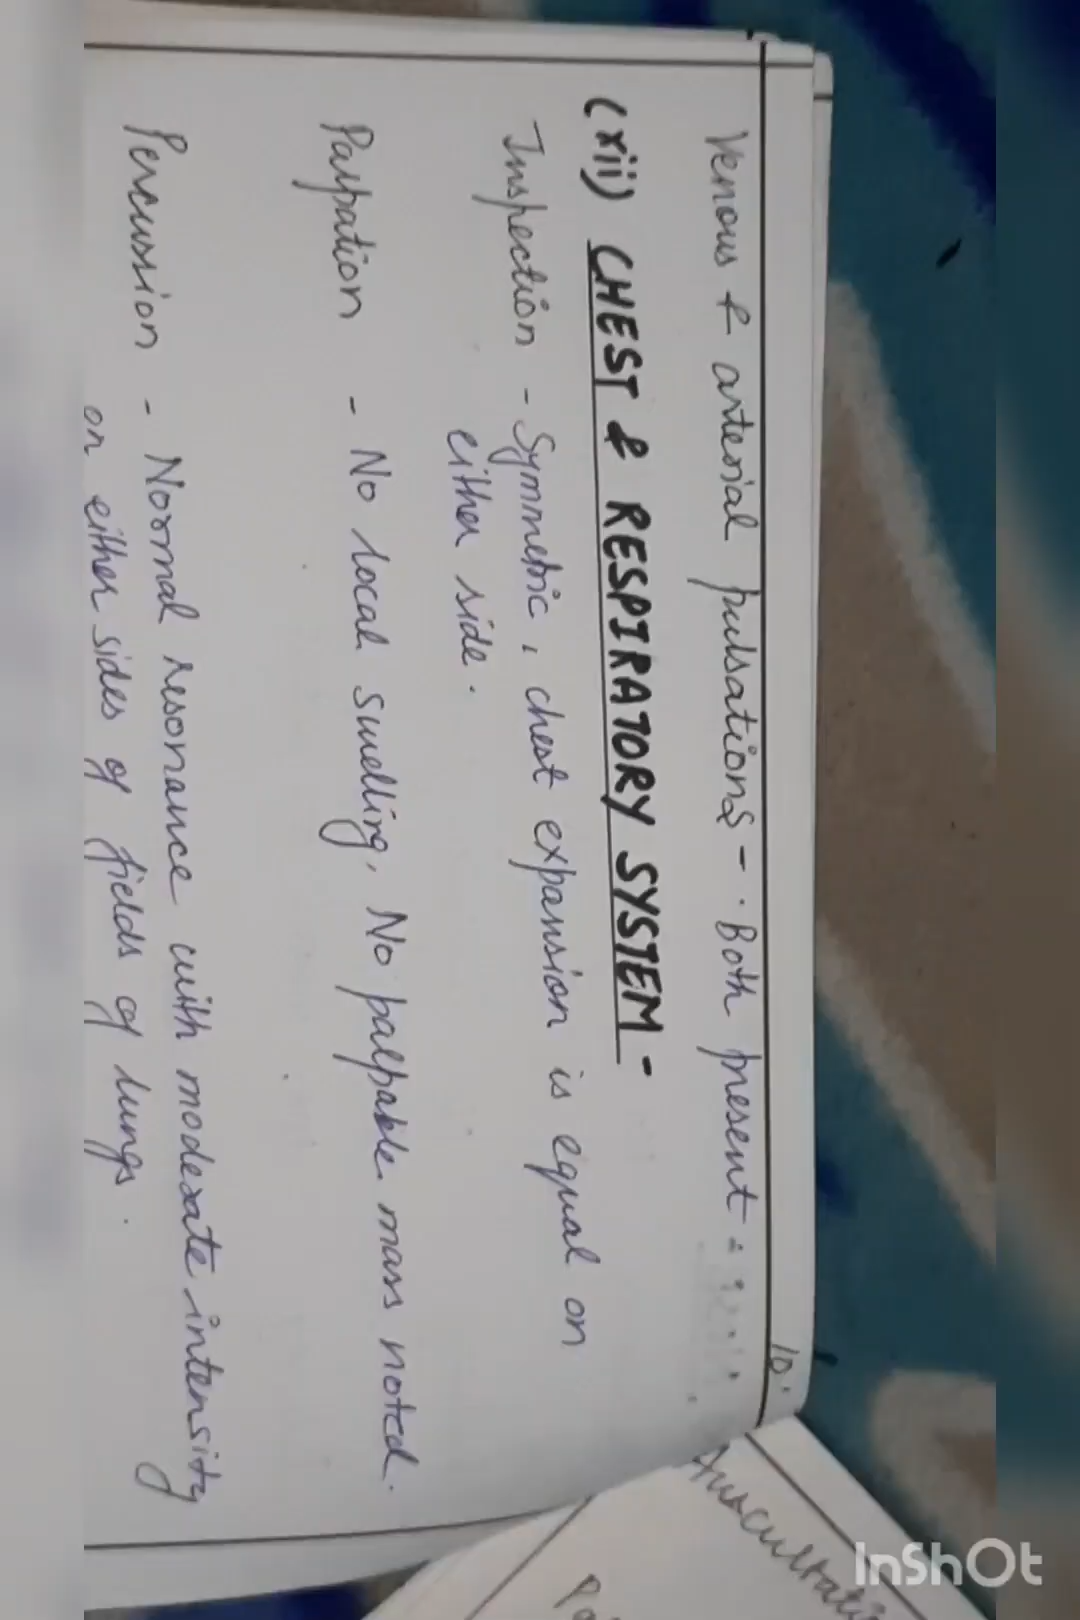 10.
Venous & arterial pulsations - Both present.
(xii) CHEST & RESPIRATORY SYSTEM -
Inspection - Symmetric, chest expansion is equal on
either side.
Palpation - No local swelling, No palpable mass noted.
Percussion - Normal resonance with moderate intensity
on either sides of fields of lungs.
Auscultati
Pa
InShOt